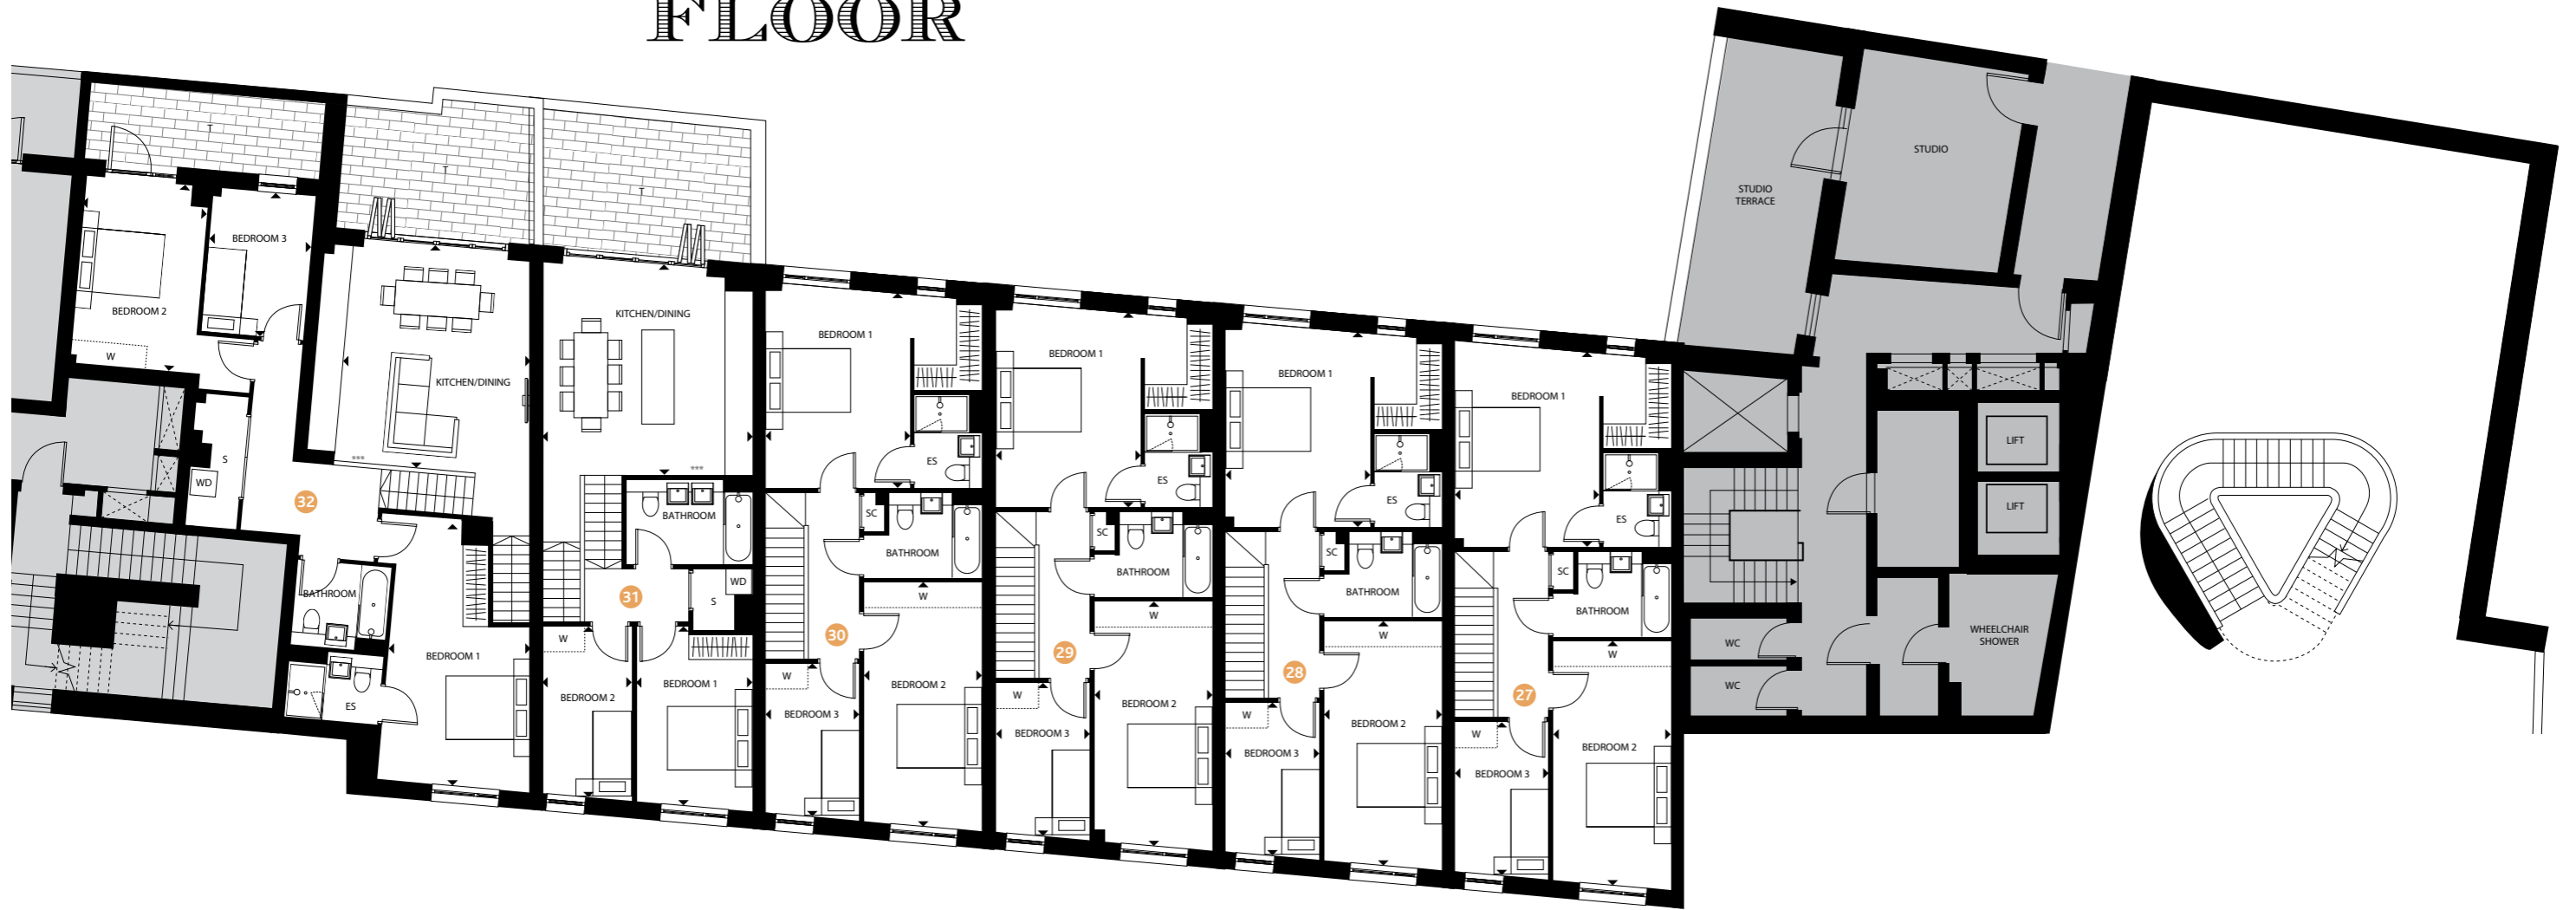 FLOOR
T
BEDROOM 2
BEDROOM 3
W
S
WD
32
BATHROOM
ES
BEDROOM 1
T
KITCHEN/DINING
***
T
KITCHEN/DINING
***
BATHROOM
WD
S
31
W
BEDROOM 2
BEDROOM 1
BEDROOM 1
ES
SC
BATHROOM
30
W
W
BEDROOM 2
BEDROOM 3
BEDROOM 1
ES
SC
BATHROOM
29
W
W
BEDROOM 2
BEDROOM 3
BEDROOM 1
ES
SC
BATHROOM
28
W
W
BEDROOM 2
BEDROOM 3
BEDROOM 1
ES
SC
BATHROOM
27
W
W
BEDROOM 2
BEDROOM 3
STUDIO
TERRACE
STUDIO
LIFT
LIFT
WC
WC
WHEELCHAIR
SHOWER